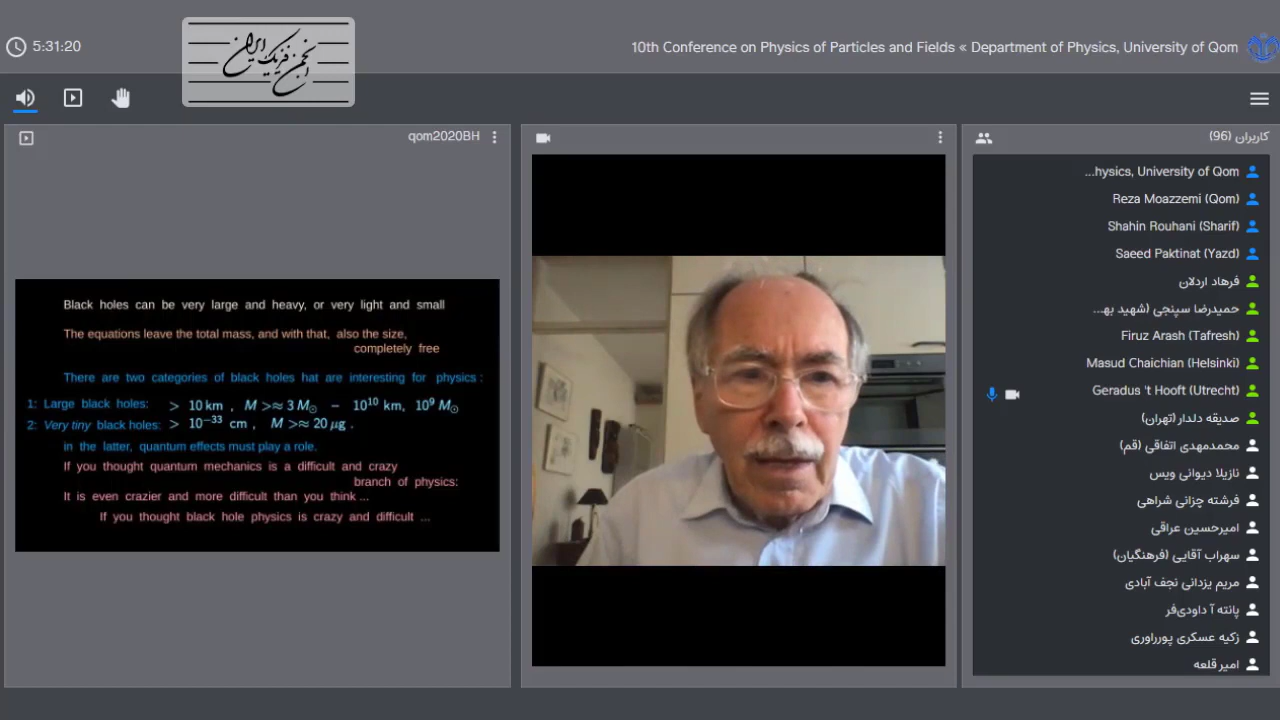 5:31:20
انجمن فیزیک ایران
10th Conference on Physics of Particles and Fields « Department of Physics, University of Qom
qom2020BH
Black holes can be very large and heavy, or very light and small
The equations leave the total mass, and with that, also the size,
completely free
There are two categories of black holes hat are interesting for physics :
1: Large black holes: > 10 km , M >≈ 3 M⊙ − 10¹⁰ km, 10⁹ M⊙
2: Very tiny black holes: > 10⁻³³ cm , M >≈ 20 μg .
in the latter, quantum effects must play a role.
If you thought quantum mechanics is a difficult and crazy
branch of physics:
It is even crazier and more difficult than you think ...
If you thought black hole physics is crazy and difficult ...
کاربران (96)
...hysics, University of Qom
Reza Moazzemi (Qom)
Shahin Rouhani (Sharif)
Saeed Paktinat (Yazd)
فرهاد اردلان
حمیدرضا سپنجی (شهید به...
Firuz Arash (Tafresh)
Masud Chaichian (Helsinki)
Geradus 't Hooft (Utrecht)
صدیقه دلدار (تهران)
محمدمهدی اتفاقی (قم)
نازیلا دیوانی ویس
فرشته چزانی شراهی
امیرحسین عراقی
سهراب آقایی (فرهنگیان)
مریم یزدانی نجف آبادی
پانته آ داودی‌فر
زکیه عسکری پورراوری
امیر قلعه